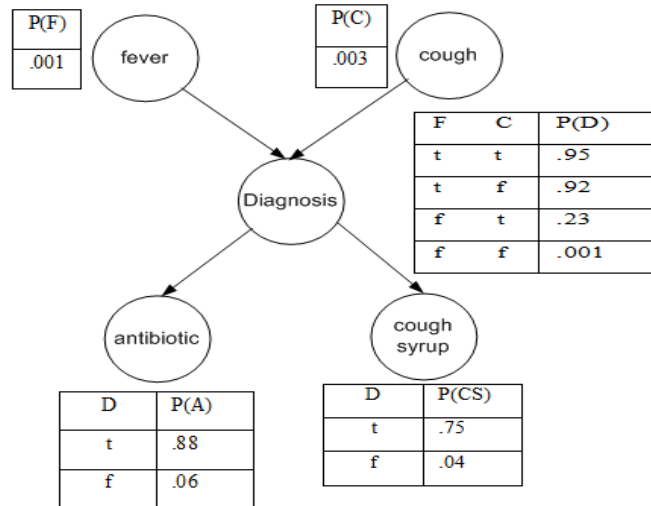 P(F)
.001
fever
P(C)
.003
cough
F C P(D)
t t .95
t f .92
f t .23
f f .001
Diagnosis
antibiotic
cough
syrup
D P(A)
t .88
f .06
D P(CS)
t .75
f .04